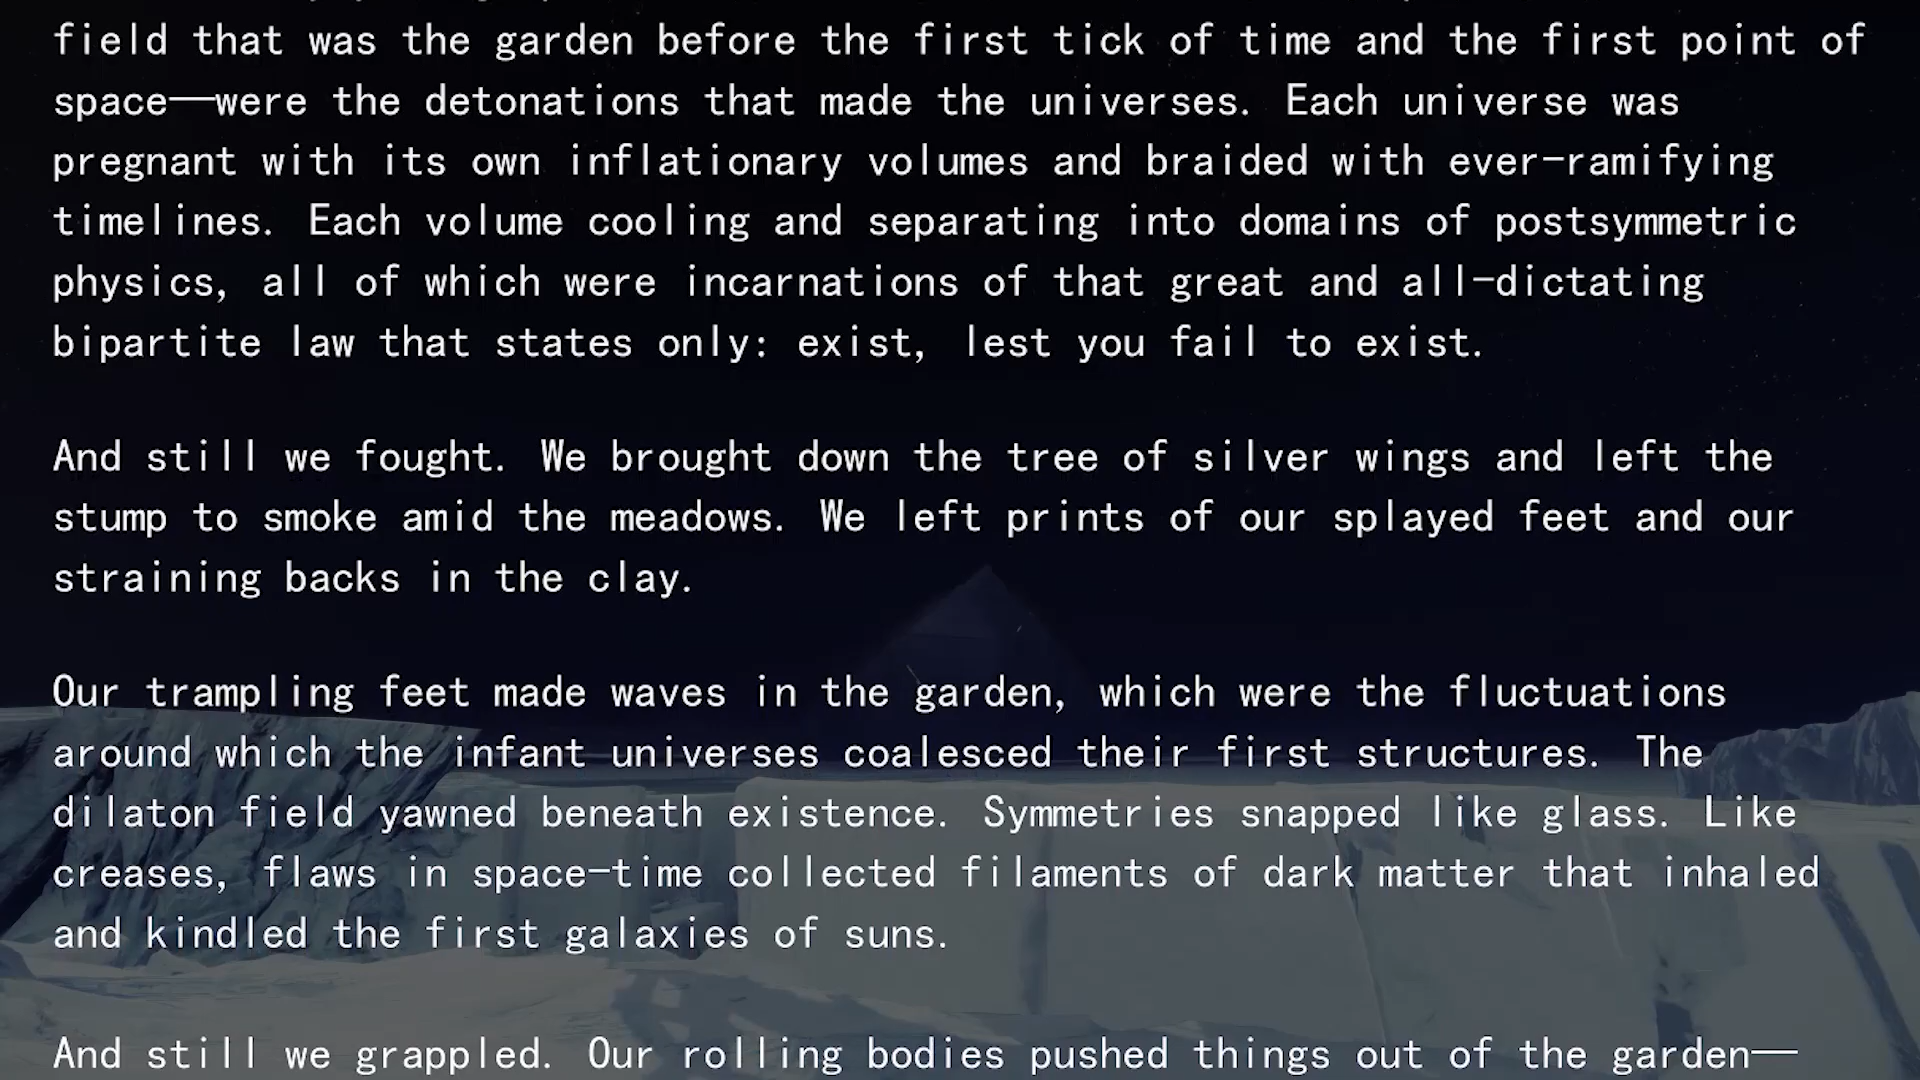 field that was the garden before the first tick of time and the first point of
space——were the detonations that made the universes. Each universe was
pregnant with its own inflationary volumes and braided with ever-ramifying
timelines. Each volume cooling and separating into domains of postsymmetric
physics, all of which were incarnations of that great and all-dictating
bipartite law that states only: exist, lest you fail to exist.
And still we fought. We brought down the tree of silver wings and left the
stump to smoke amid the meadows. We left prints of our splayed feet and our
straining backs in the clay.
Our trampling feet made waves in the garden, which were the fluctuations
around which the infant universes coalesced their first structures. The
dilaton field yawned beneath existence. Symmetries snapped like glass. Like
creases, flaws in space-time collected filaments of dark matter that inhaled
and kindled the first galaxies of suns.
And still we grappled. Our rolling bodies pushed things out of the garden——